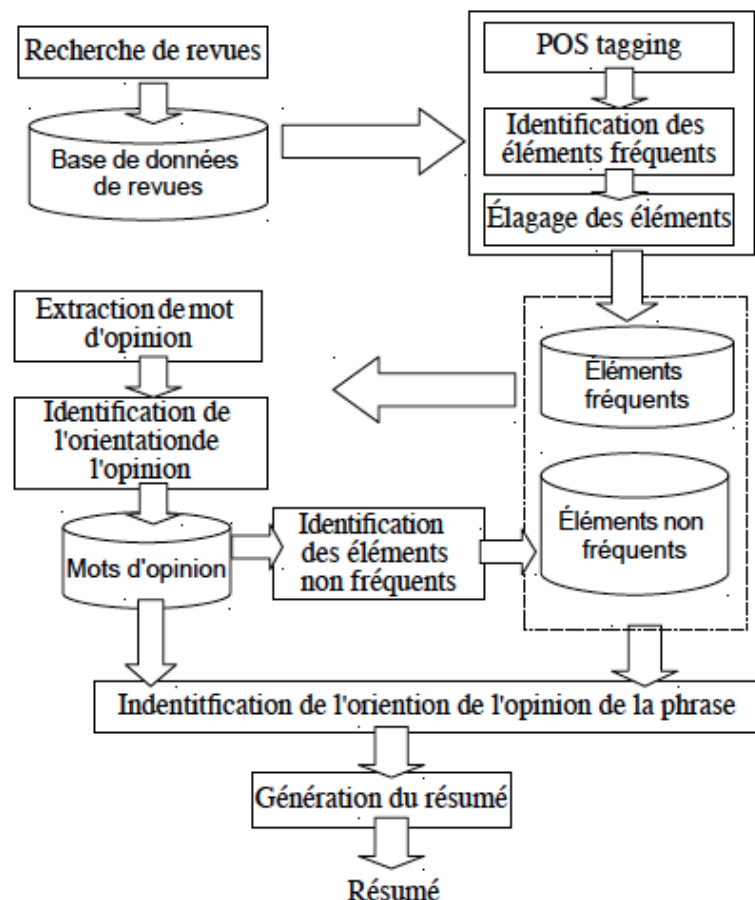 Recherche de revues
Base de données
de revues
POS tagging
Identification des
éléments fréquents
Élagage des éléments
Éléments
fréquents
Éléments non
fréquents
Extraction de mot
d'opinion
Identification de
l'orientationde
l'opinion
Mots d'opinion
Identification
des éléments
non fréquents
Indentitfication de l'oriention de l'opinion de la phrase
Génération du résumé
Résumé